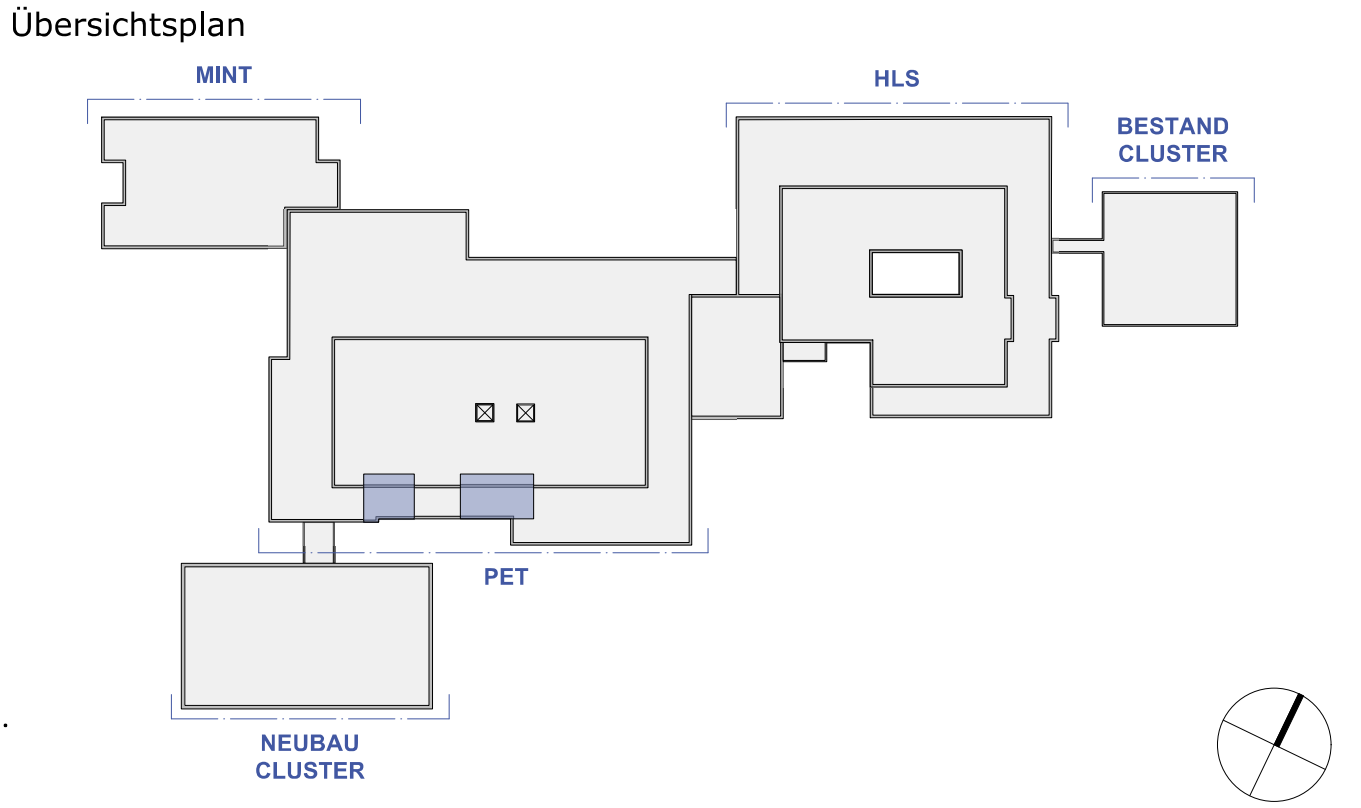 Übersichtsplan
MINT
HLS
BESTAND
CLUSTER
PET
NEUBAU
CLUSTER
.